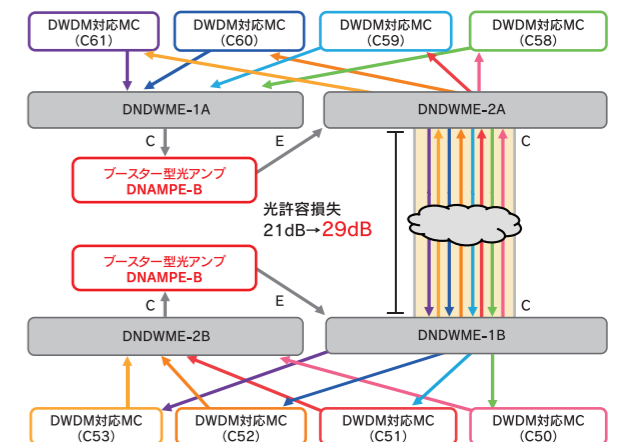 DWDM対応MC
（C61）
DWDM対応MC
（C60）
DWDM対応MC
（C59）
DWDM対応MC
（C58）
DNDWME-1A
DNDWME-2A
C
E
C
ブースター型光アンプ
DNAMPE-B
光許容損失
21dB→29dB
ブースター型光アンプ
DNAMPE-B
C
E
C
DNDWME-2B
DNDWME-1B
DWDM対応MC
（C53）
DWDM対応MC
（C52）
DWDM対応MC
（C51）
DWDM対応MC
（C50）